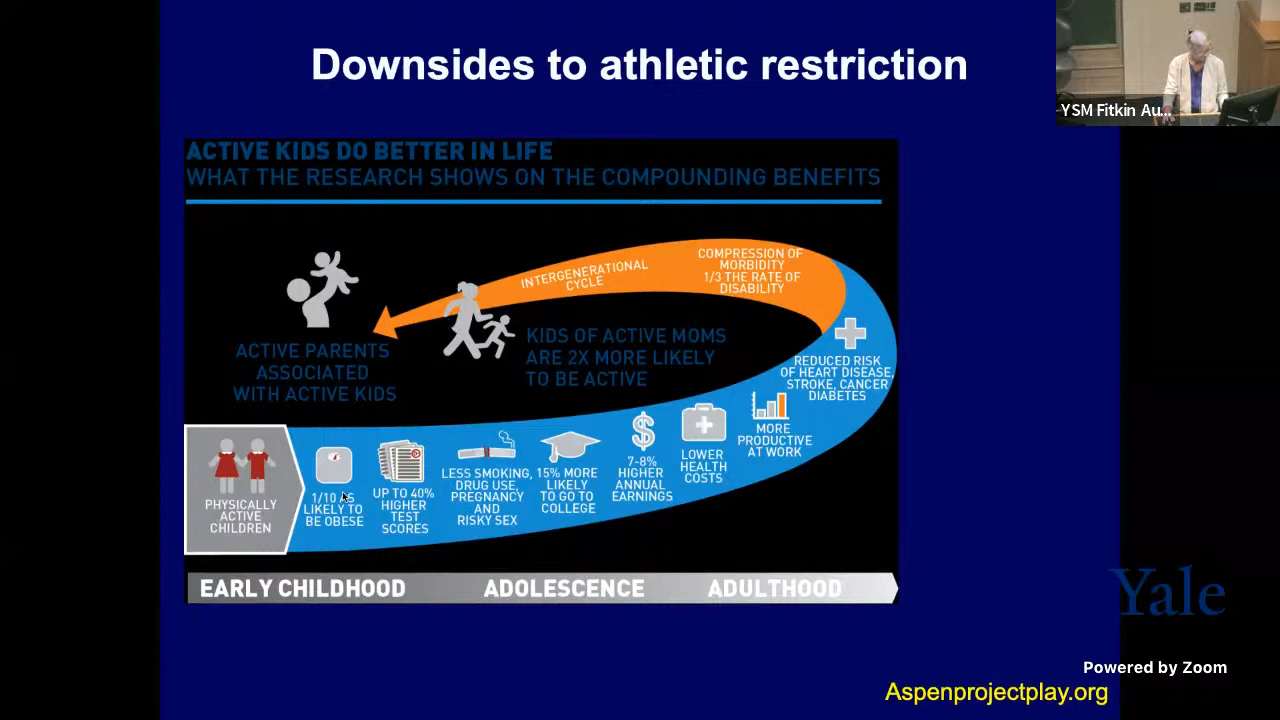 Downsides to athletic restriction
YSM Fitkin Au...
ACTIVE KIDS DO BETTER IN LIFE
WHAT THE RESEARCH SHOWS ON THE COMPOUNDING BENEFITS
INTERGENERATIONAL
CYCLE
COMPRESSION OF
MORBIDITY
1/3 THE RATE OF
DISABILITY
ACTIVE PARENTS
ASSOCIATED
WITH ACTIVE KIDS
KIDS OF ACTIVE MOMS
ARE 2X MORE LIKELY
TO BE ACTIVE
REDUCED RISK
OF HEART DISEASE,
STROKE, CANCER
DIABETES
PHYSICALLY
ACTIVE
CHILDREN
1/10 AS
LIKELY TO
BE OBESE
UP TO 40%
HIGHER
TEST
SCORES
LESS SMOKING,
DRUG USE,
PREGNANCY
AND
RISKY SEX
15% MORE
LIKELY
TO GO TO
COLLEGE
7-8%
HIGHER
ANNUAL
EARNINGS
LOWER
HEALTH
COSTS
MORE
PRODUCTIVE
AT WORK
EARLY CHILDHOOD
ADOLESCENCE
ADULTHOOD
Yale
Powered by Zoom
Aspenprojectplay.org